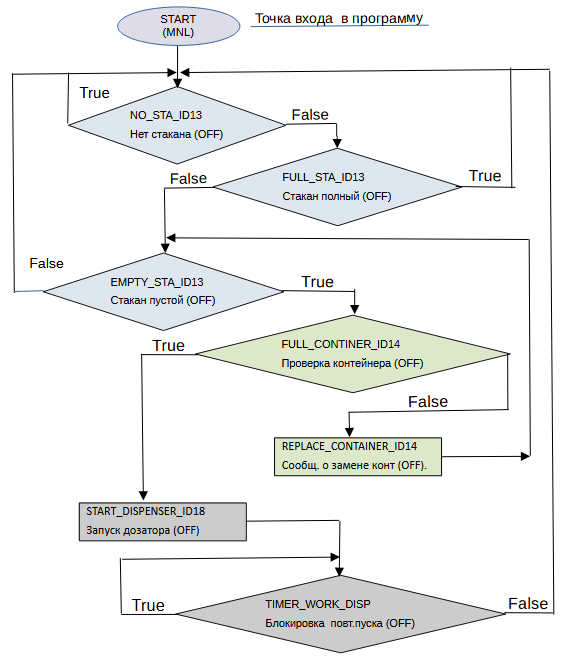 START
(MNL)
Точка входа в программу
True
NO_STA_ID13
Нет стакана (OFF)
False
False
FULL_STA_ID13
Стакан полный (OFF)
True
False
EMPTY_STA_ID13
Стакан пустой (OFF)
True
True
FULL_CONTINER_ID14
Проверка контейнера (OFF)
False
REPLACE_CONTAINER_ID14
Сообщ. о замене конт (OFF).
START_DISPENSER_ID18
Запуск дозатора (OFF)
True
TIMER_WORK_DISP
Блокировка повт.пуска (OFF)
False